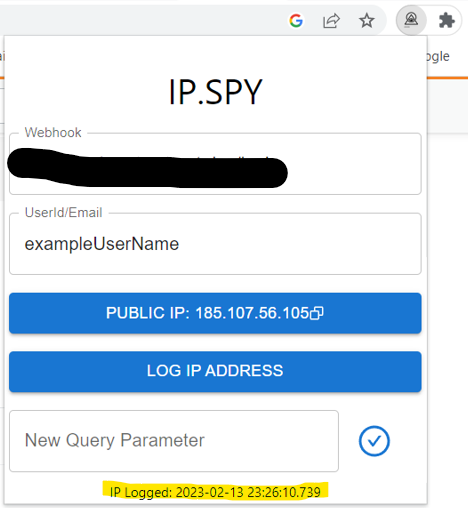 ogle
IP.SPY
Webhook
UserId/Email
exampleUserName
PUBLIC IP: 185.107.56.105
LOG IP ADDRESS
New Query Parameter
IP Logged: 2023-02-13 23:26:10.739